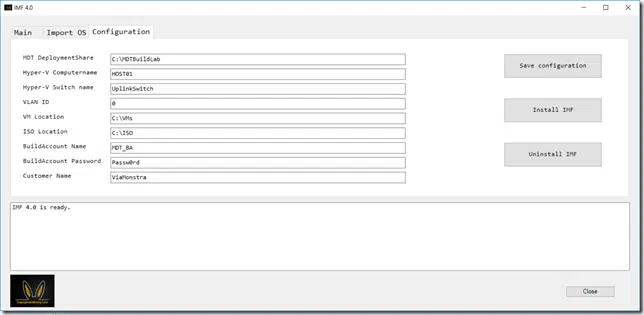 IMF 4.0
Main Import OS Configuration
MDT DeploymentShare C:\MDTBuildLab
Hyper-V Computername HOST01
Hyper-V Switch name UplinkSwitch
VLAN ID 0
VM Location C:\VMs
ISO Location C:\ISO
BuildAccount Name MDT_BA
BuildAccount Password Passw0rd
Customer Name ViaMonstra
Save configuration
Install IMF
Uninstall IMF
IMF 4.0 is ready.
Close